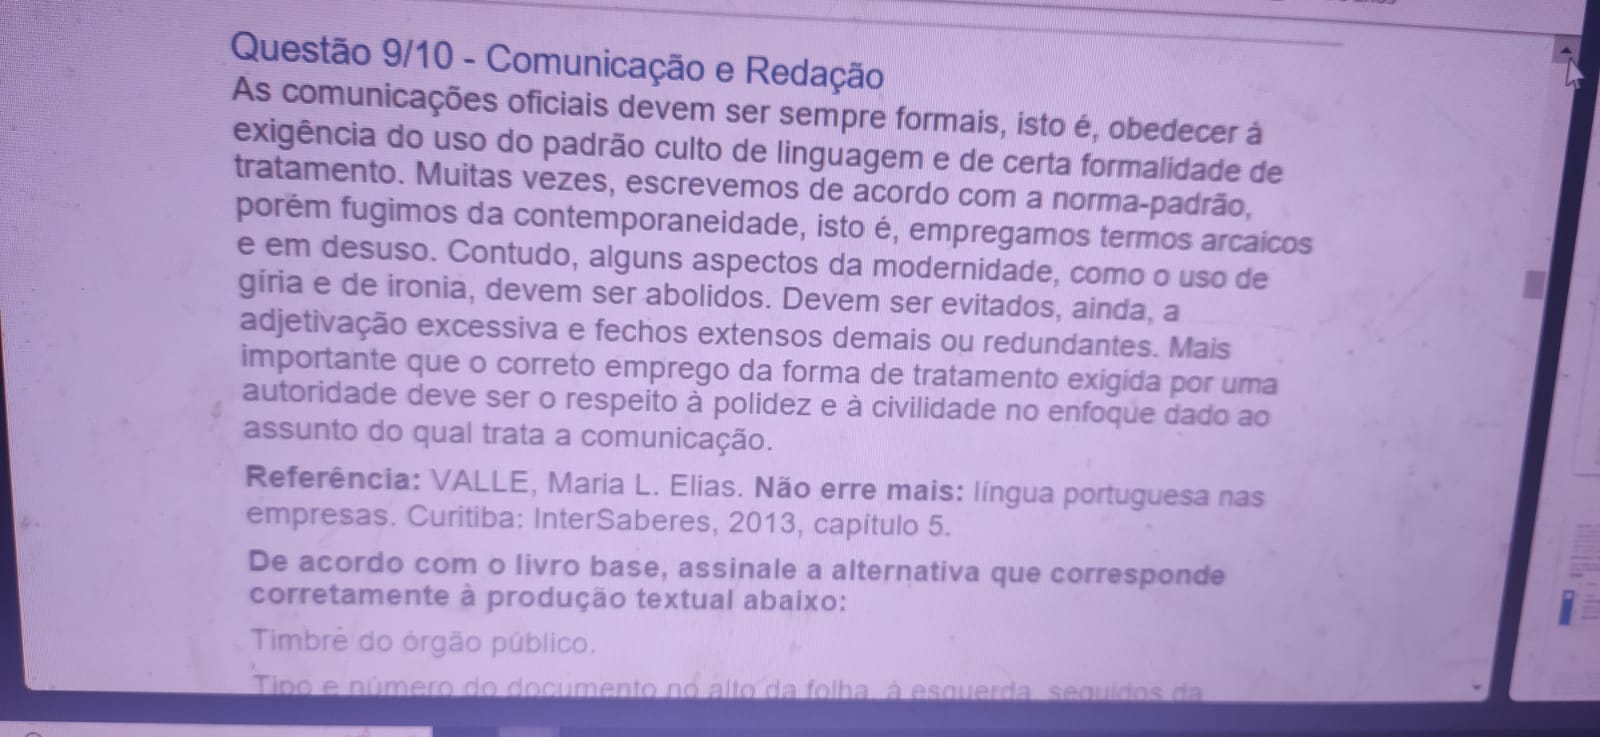 Questão 9/10 - Comunicação e Redação
As comunicações oficiais devem ser sempre formais, isto é, obedecer à
exigência do uso do padrão culto de linguagem e de certa formalidade de
tratamento. Muitas vezes, escrevemos de acordo com a norma-padrão,
porém fugimos da contemporaneidade, isto é, empregamos termos arcaicos
e em desuso. Contudo, alguns aspectos da modernidade, como o uso de
gíria e de ironia, devem ser abolidos. Devem ser evitados, ainda, a
adjetivação excessiva e fechos extensos demais ou redundantes. Mais
importante que o correto emprego da forma de tratamento exigida por uma
autoridade deve ser o respeito à polidez e à civilidade no enfoque dado ao
assunto do qual trata a comunicação.
Referência: VALLE, Maria L. Elias. Não erre mais: língua portuguesa nas
empresas. Curitiba: InterSaberes, 2013, capítulo 5.
De acordo com o livro base, assinale a alternativa que corresponde
corretamente à produção textual abaixo:
Timbre do órgão público.
Tipo e número do documento no alto da folha, à esquerda, seguidos da